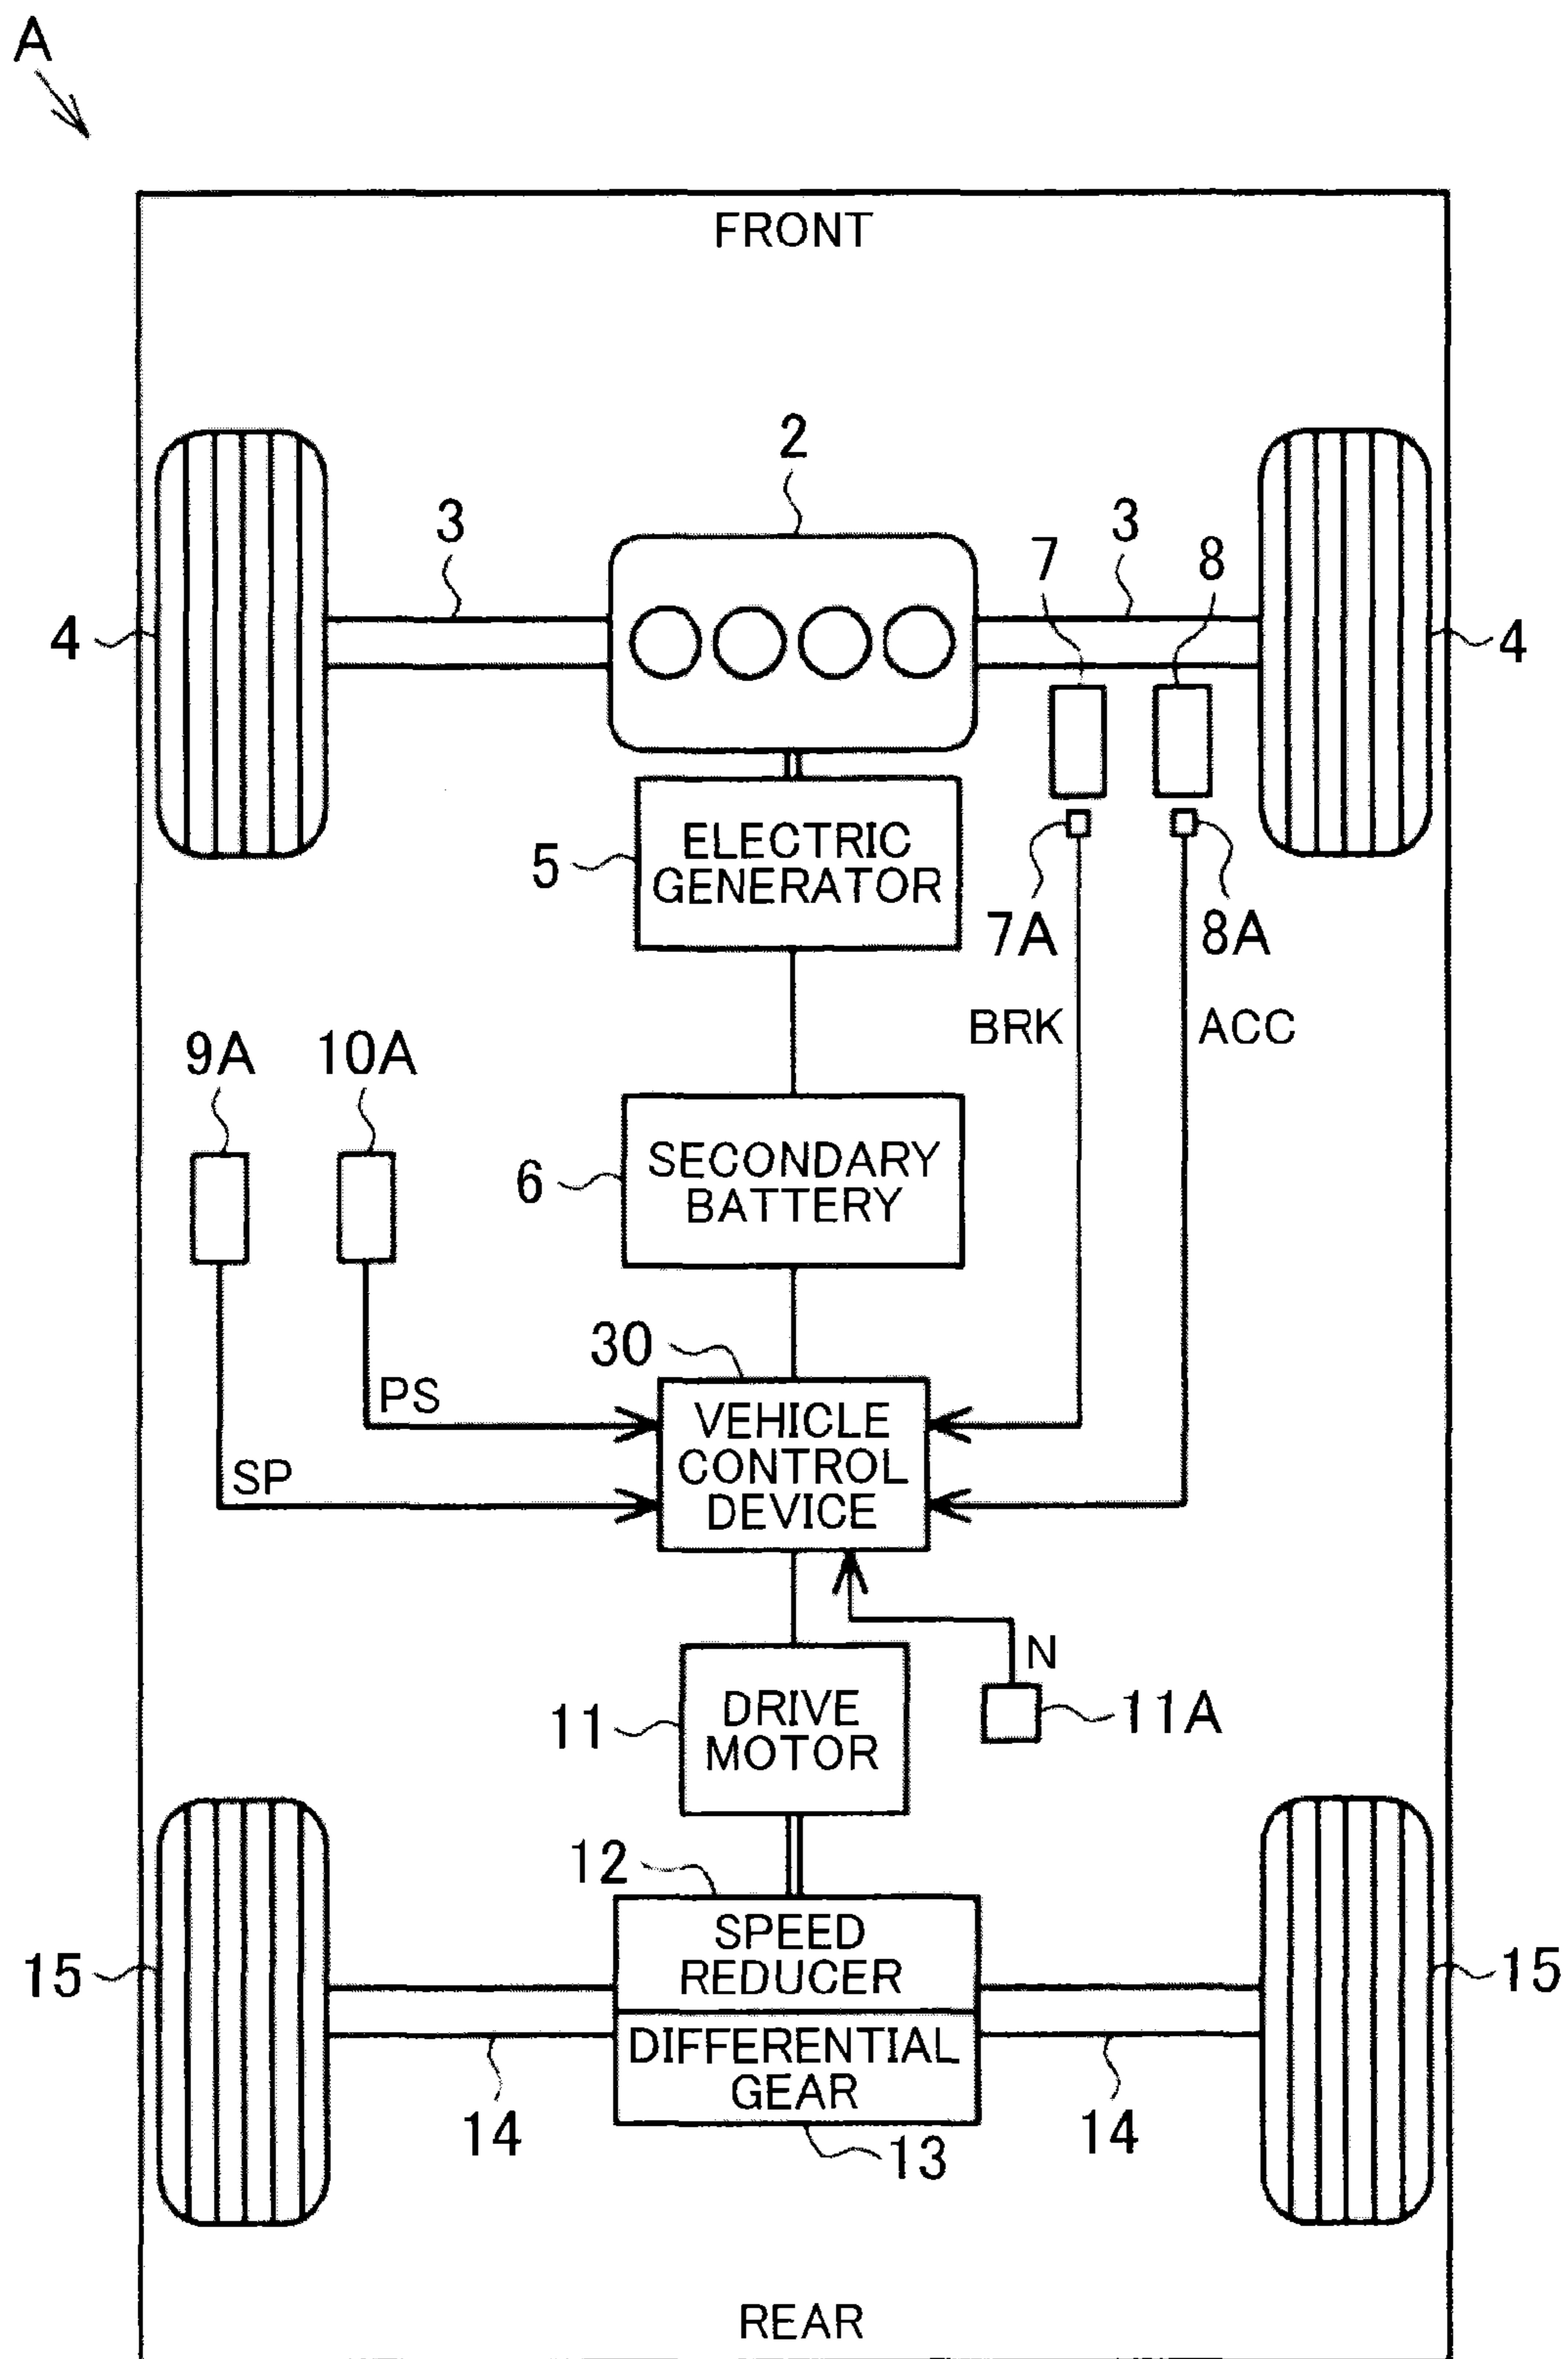 A
FRONT
2
3
3
7
8
4
4
5
ELECTRIC
GENERATOR
7A
8A
BRK
ACC
9A
10A
6
SECONDARY
BATTERY
30
PS
VEHICLE
CONTROL
DEVICE
SP
N
11
DRIVE
MOTOR
11A
12
SPEED
REDUCER
15
15
DIFFERENTIAL
GEAR
14
14
13
REAR